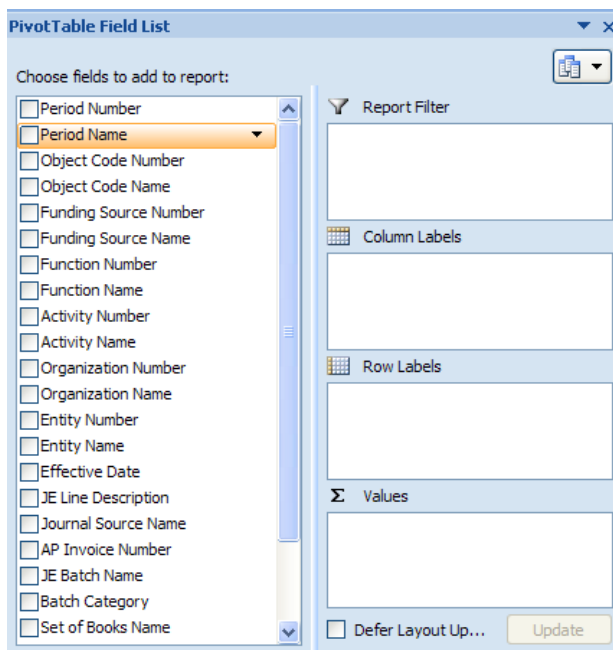 PivotTable Field List
Choose fields to add to report:
Period Number
Period Name
Object Code Number
Object Code Name
Funding Source Number
Funding Source Name
Function Number
Function Name
Activity Number
Activity Name
Organization Number
Organization Name
Entity Number
Entity Name
Effective Date
JE Line Description
Journal Source Name
AP Invoice Number
JE Batch Name
Batch Category
Set of Books Name
Report Filter
Column Labels
Row Labels
Σ Values
Defer Layout Up... Update